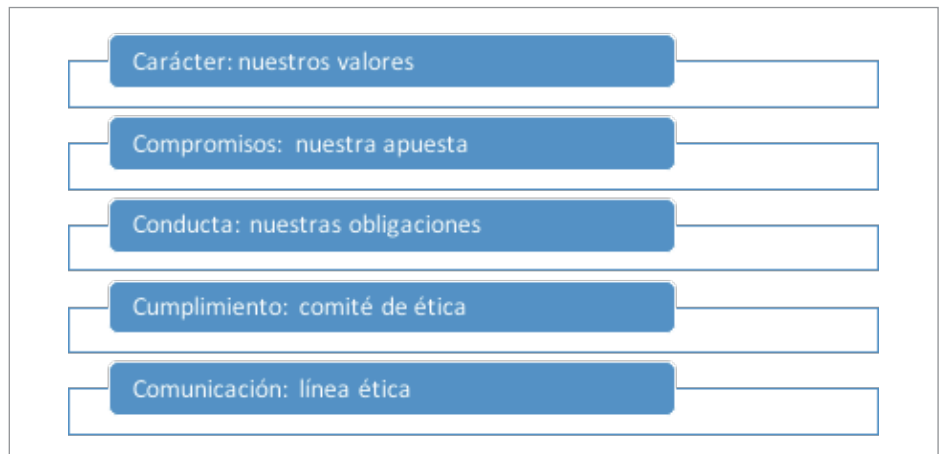 Carácter: nuestros valores
Compromisos: nuestra apuesta
Conducta: nuestras obligaciones
Cumplimiento: comité de ética
Comunicación: línea ética